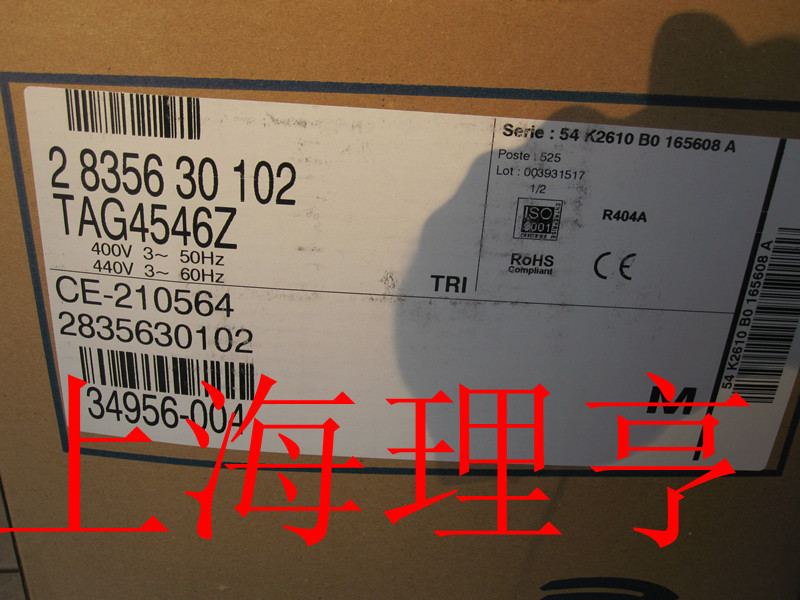 2 8356 30 102
TAG4546Z
400V 3~ 50Hz
440V 3~ 60Hz
TRI
Serie : 54 K2610 B0 165608 A
Poste : 525
Lot : 003931517
1/2
ISO
9001
R404A
RoHS
Compliant
CE
CE-210564
2835630102
34956-004
M
54 K2610 B0 165608 A
上海理亨